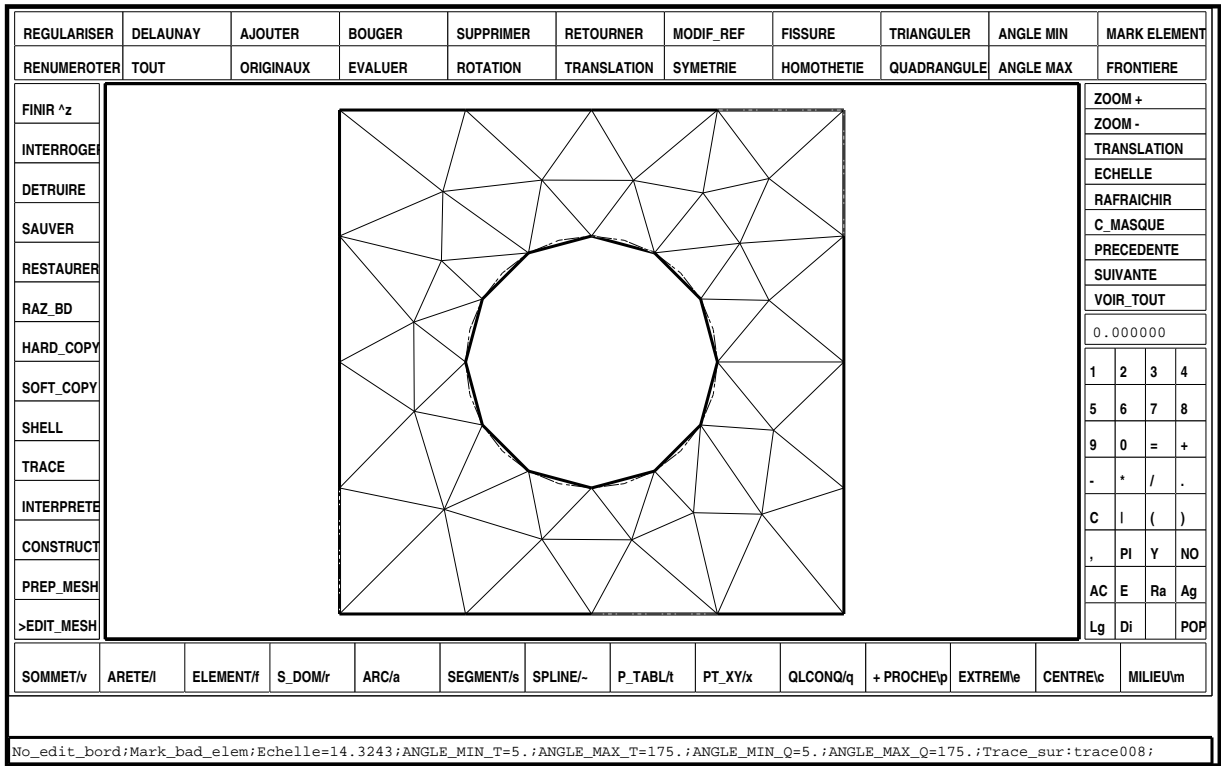 REGULARISER DELAUNAY AJOUTER BOUGER SUPPRIMER RETOURNER MODIF_REF FISSURE TRIANGULER ANGLE MIN MARK ELEMENT
RENUMEROTER TOUT ORIGINAUX EVALUER ROTATION TRANSLATION SYMETRIE HOMOTHETIE QUADRANGULE ANGLE MAX FRONTIERE
FINIR ^z
INTERROGE
DETRUIRE
SAUVER
RESTAURER
RAZ_BD
HARD_COPY
SOFT_COPY
SHELL
TRACE
INTERPRETE
CONSTRUCT
PREP_MESH
>EDIT_MESH
ZOOM +
ZOOM -
TRANSLATION
ECHELLE
RAFRAICHIR
C_MASQUE
PRECEDENTE
SUIVANTE
VOIR_TOUT
0.000000
1 2 3 4
5 6 7 8
9 0 = +
- * / .
C | ( )
, PI Y NO
AC E Ra Ag
Lg Di POP
SOMMET/v ARETE/l ELEMENT/f S_DOM/r ARC/a SEGMENT/s SPLINE/~ P_TABL/t PT_XY/x QLCONQ/q + PROCHE\p EXTREM\e CENTRE\c MILIEU\m
No_edit_bord;Mark_bad_elem;Echelle=14.3243;ANGLE_MIN_T=5.;ANGLE_MAX_T=175.;ANGLE_MIN_Q=5.;ANGLE_MAX_Q=175.;Trace_sur:trace008;